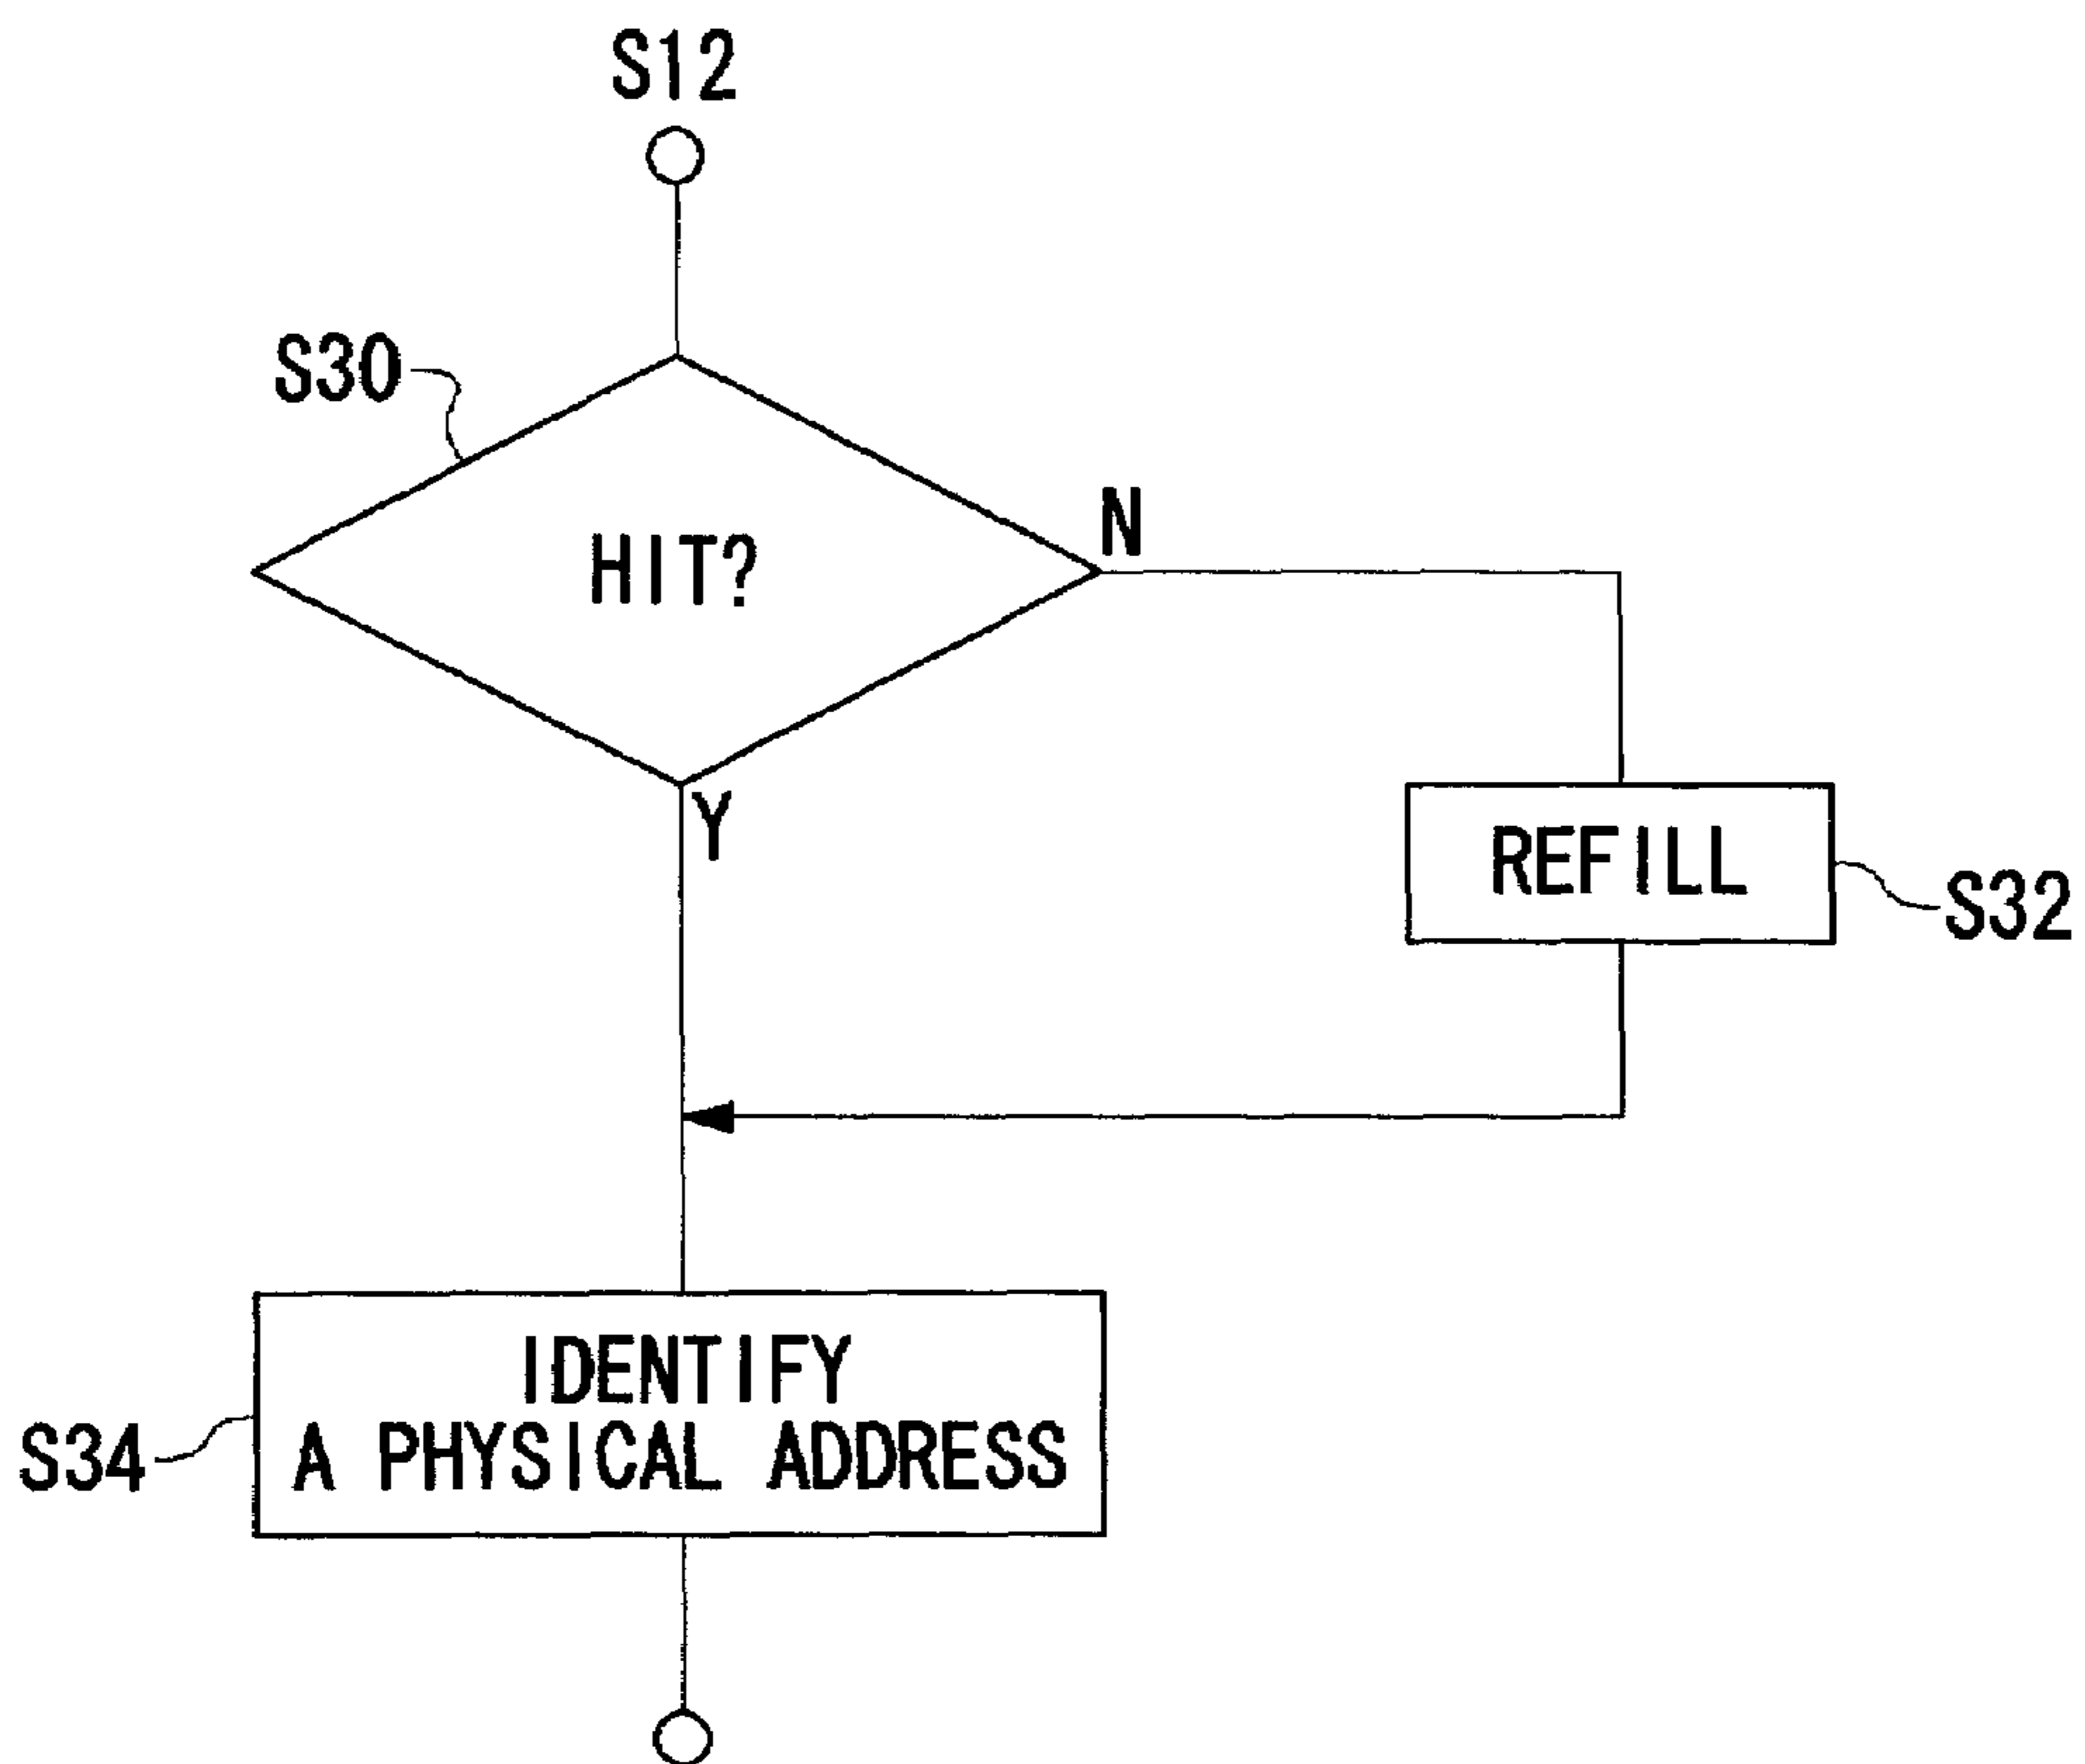 S12
S30
HIT?
N
Y
REFILL
S32
IDENTIFY
A PHYSICAL ADDRESS
S34